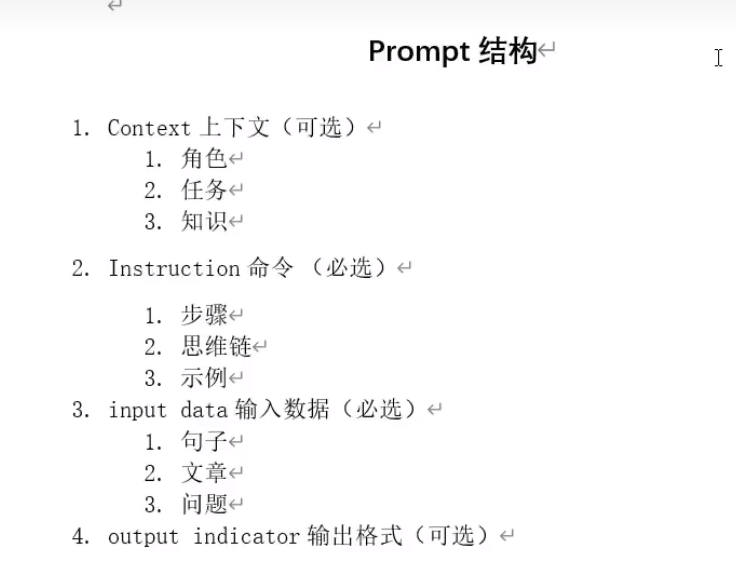 Prompt 结构
1. Context 上下文（可选）
1. 角色
2. 任务
3. 知识
2. Instruction 命令 （必选）
1. 步骤
2. 思维链
3. 示例
3. input data 输入数据（必选）
1. 句子
2. 文章
3. 问题
4. output indicator 输出格式（可选）